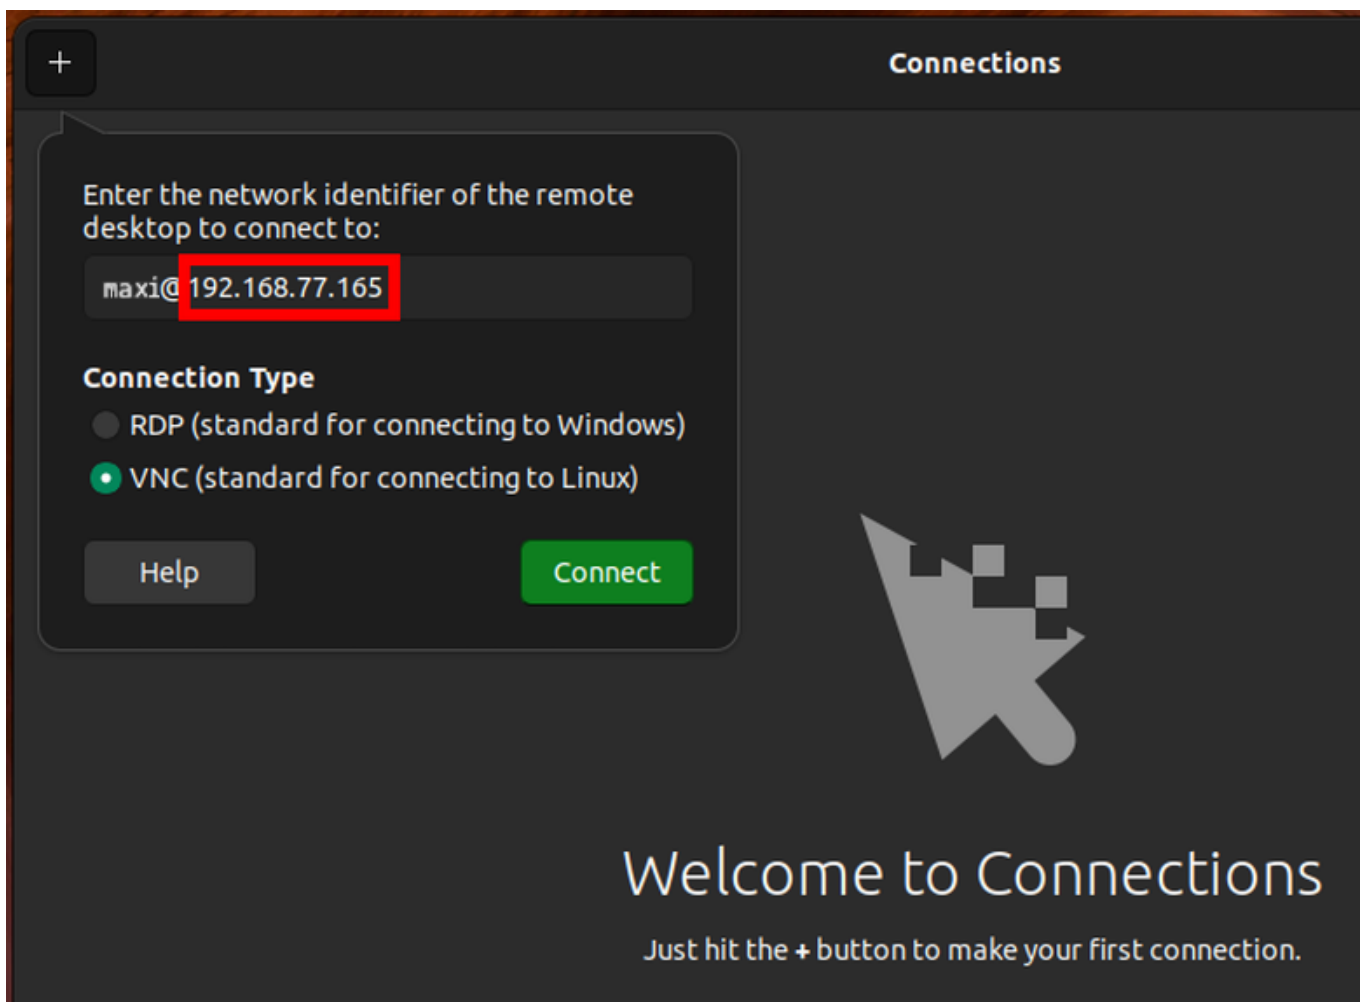 +
Connections
Enter the network identifier of the remote
desktop to connect to:
maxi@192.168.77.165
Connection Type
RDP (standard for connecting to Windows)
VNC (standard for connecting to Linux)
Help
Connect
Welcome to Connections
Just hit the + button to make your first connection.